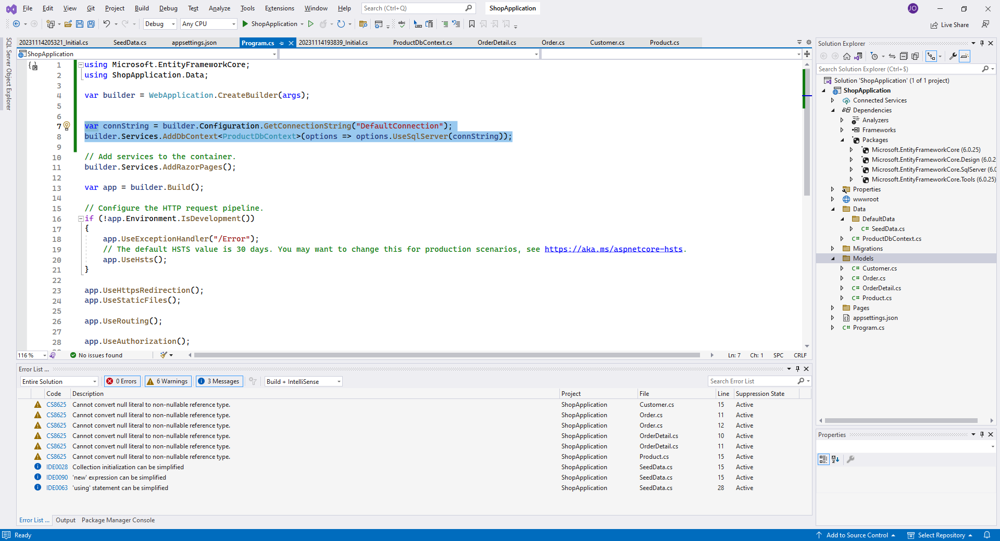 File Edit View Git Project Build Debug Test Analyze Tools Extensions Window Help Search (Ctrl+Q) ShopApplication JO
Debug Any CPU ShopApplication abc Live Share
SQL Server Object Explorer
20231114205321_Initial.cs SeedData.cs appsettings.json Program.cs 20231114193839_Initial.cs ProductDbContext.cs OrderDetail.cs Order.cs Customer.cs Product.cs
ShopApplication
1 using Microsoft.EntityFrameworkCore;
2 using ShopApplication.Data;
3
4 var builder = WebApplication.CreateBuilder(args);
5
6
7 var connString = builder.Configuration.GetConnectionString("DefaultConnection");
8 builder.Services.AddDbContext<ProductDbContext>(options => options.UseSqlServer(connString));
9
10 // Add services to the container.
11 builder.Services.AddRazorPages();
12
13 var app = builder.Build();
14
15 // Configure the HTTP request pipeline.
16 if (!app.Environment.IsDevelopment())
17 {
18 app.UseExceptionHandler("/Error");
19 // The default HSTS value is 30 days. You may want to change this for production scenarios, see https://aka.ms/aspnetcore-hsts.
20 app.UseHsts();
21 }
22
23 app.UseHttpsRedirection();
24 app.UseStaticFiles();
25
26 app.UseRouting();
27
28 app.UseAuthorization();
116 % No issues found Ln: 7 Ch: 1 SPC CRLF
Error List ...
Entire Solution 0 Errors 6 Warnings 3 Messages Build + IntelliSense Search Error List
Code Description Project File Line Suppression State
CS8625 Cannot convert null literal to non-nullable reference type. ShopApplication Customer.cs 15 Active
CS8625 Cannot convert null literal to non-nullable reference type. ShopApplication Order.cs 11 Active
CS8625 Cannot convert null literal to non-nullable reference type. ShopApplication Order.cs 12 Active
CS8625 Cannot convert null literal to non-nullable reference type. ShopApplication OrderDetail.cs 10 Active
CS8625 Cannot convert null literal to non-nullable reference type. ShopApplication OrderDetail.cs 11 Active
CS8625 Cannot convert null literal to non-nullable reference type. ShopApplication Product.cs 15 Active
IDE0028 Collection initialization can be simplified ShopApplication SeedData.cs 15 Active
IDE0090 'new' expression can be simplified ShopApplication SeedData.cs 15 Active
IDE0063 'using' statement can be simplified ShopApplication SeedData.cs 28 Active
Error List ... Output Package Manager Console
Solution Explorer
Search Solution Explorer (Ctrl+$)
Solution 'ShopApplication' (1 of 1 project)
ShopApplication
Connected Services
Dependencies
Analyzers
Frameworks
Packages
Microsoft.EntityFrameworkCore (6.0.25)
Microsoft.EntityFrameworkCore.Design (6.0.2
Microsoft.EntityFrameworkCore.SqlServer (6.0
Microsoft.EntityFrameworkCore.Tools (6.0.25)
Properties
wwwroot
Data
DefaultData
C# SeedData.cs
C# ProductDbContext.cs
Migrations
Models
C# Customer.cs
C# Order.cs
C# OrderDetail.cs
C# Product.cs
Pages
appsettings.json
C# Program.cs
Properties
Ready Add to Source Control Select Repository